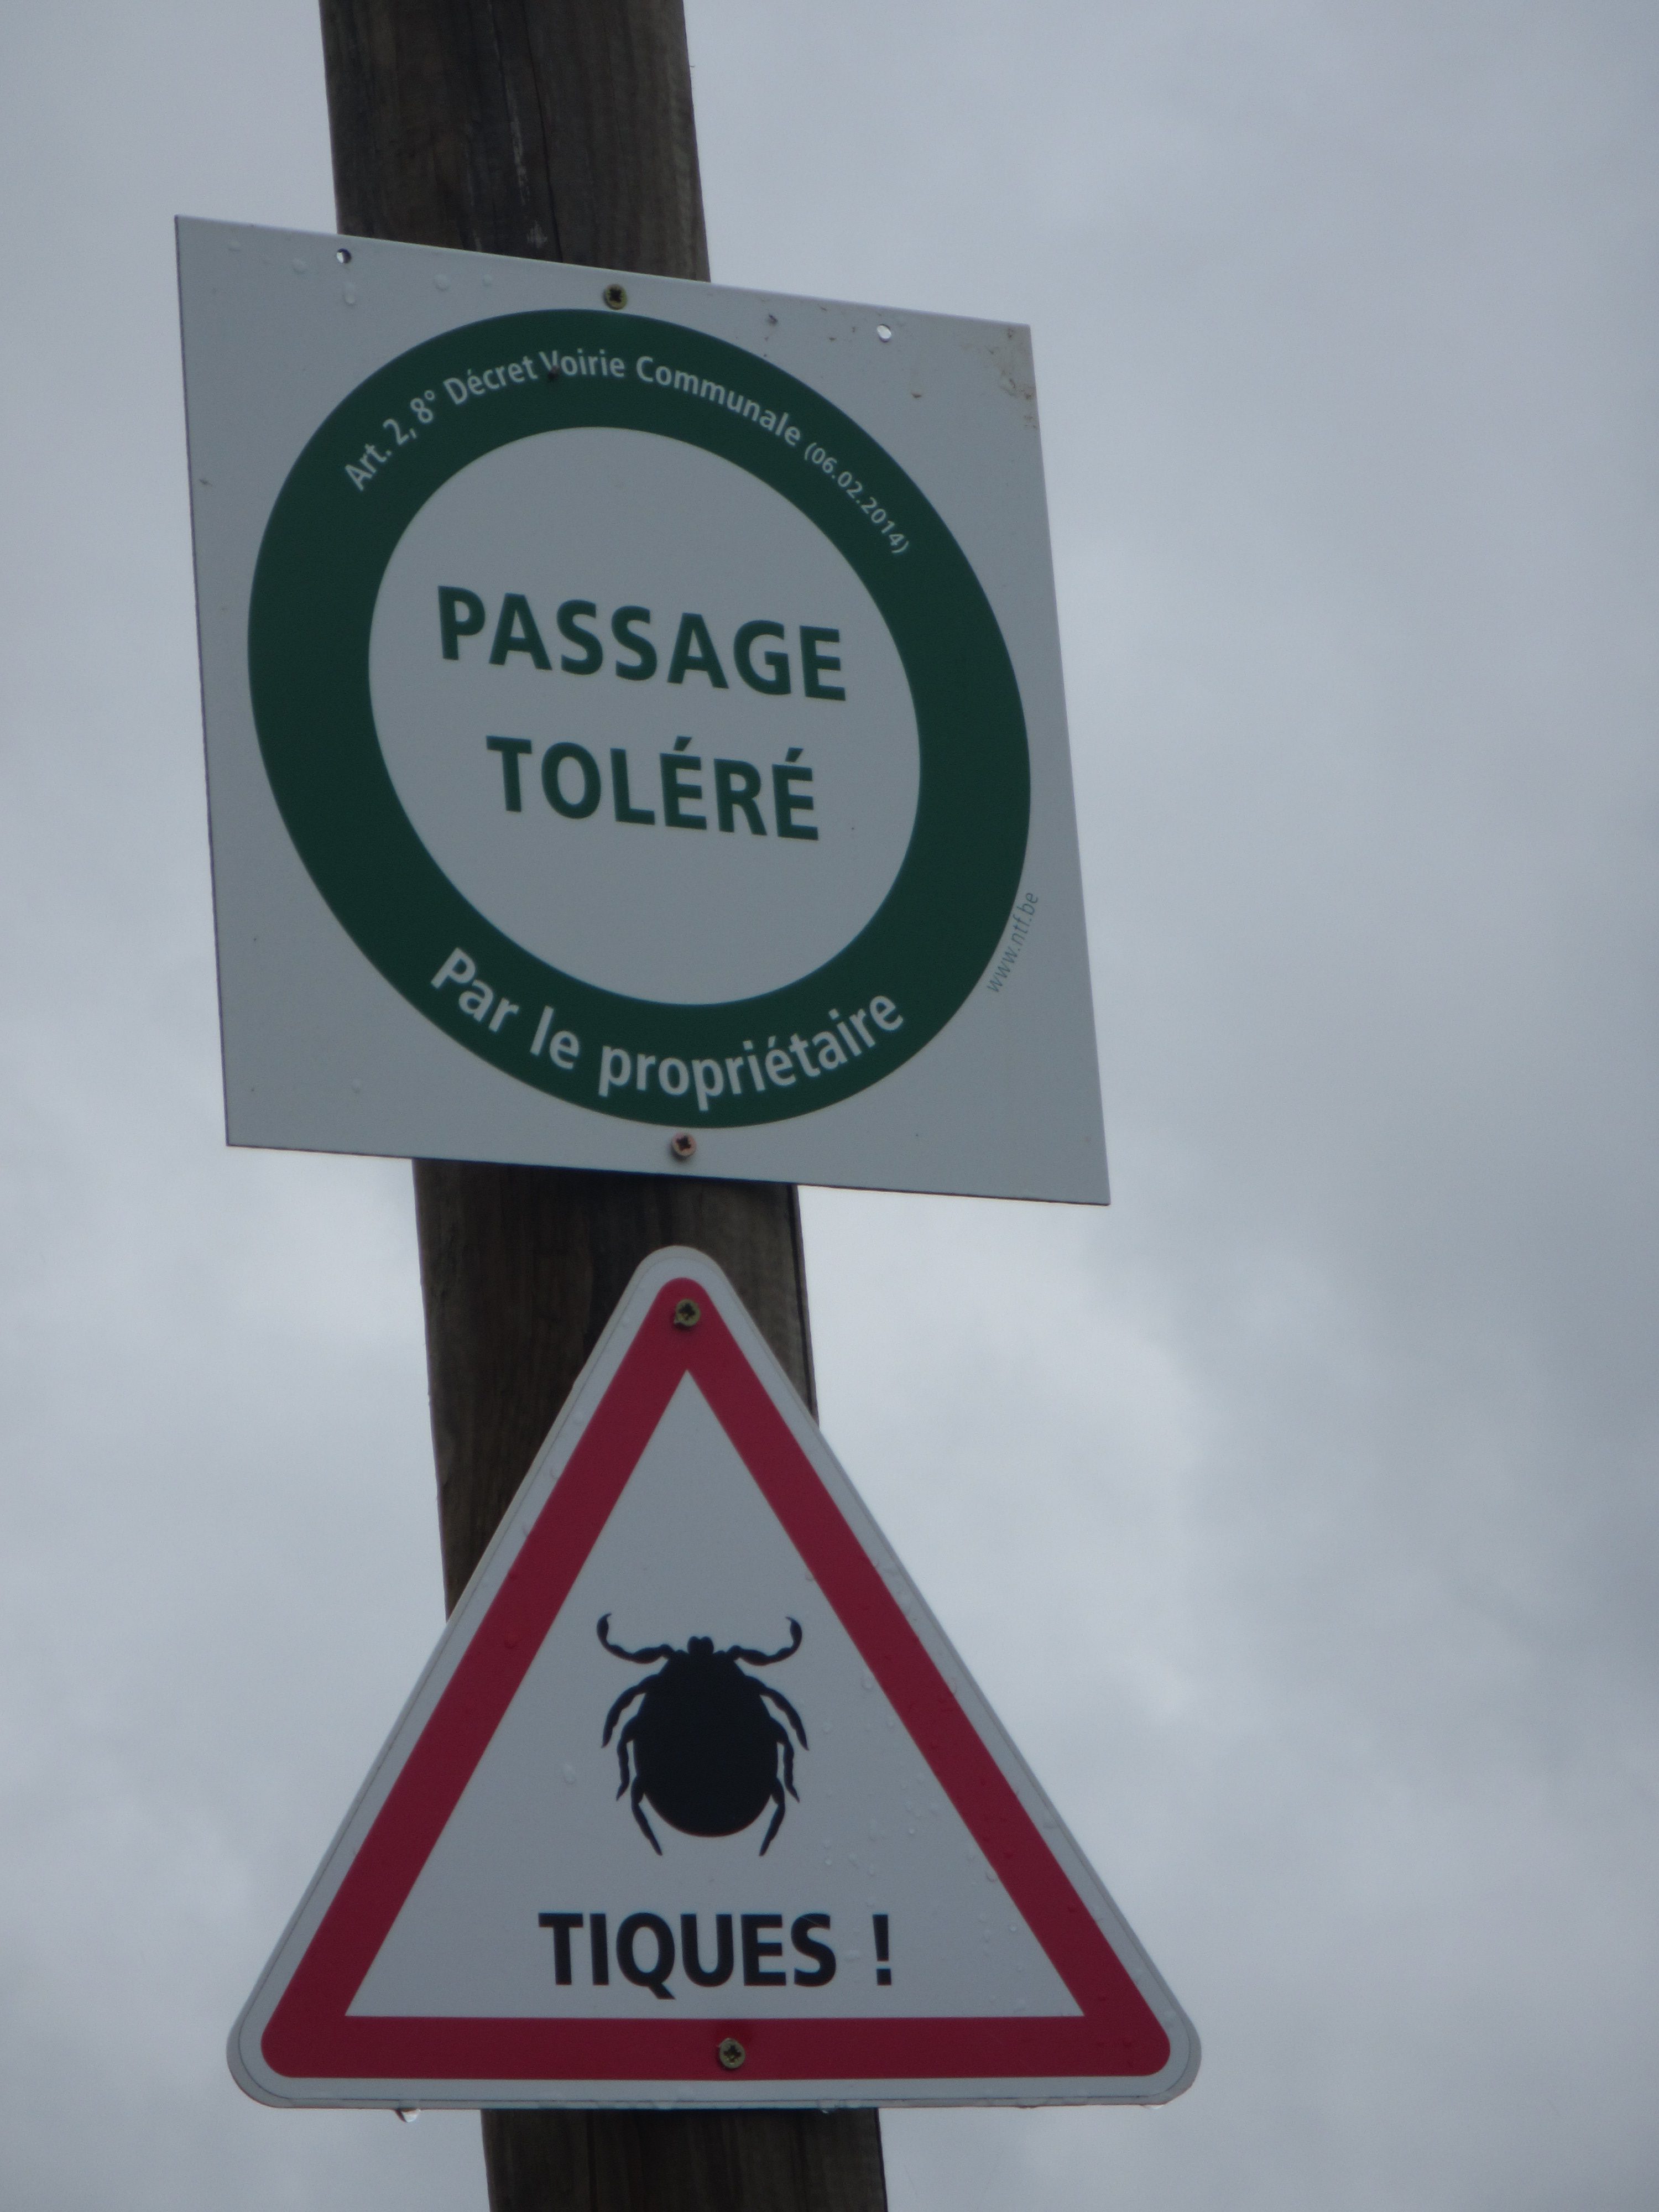 Art. 2, 8° Décret Voirie Communale (06.02.2014)
PASSAGE
TOLÉRÉ
Par le propriétaire
www.ntf.be
TIQUES !